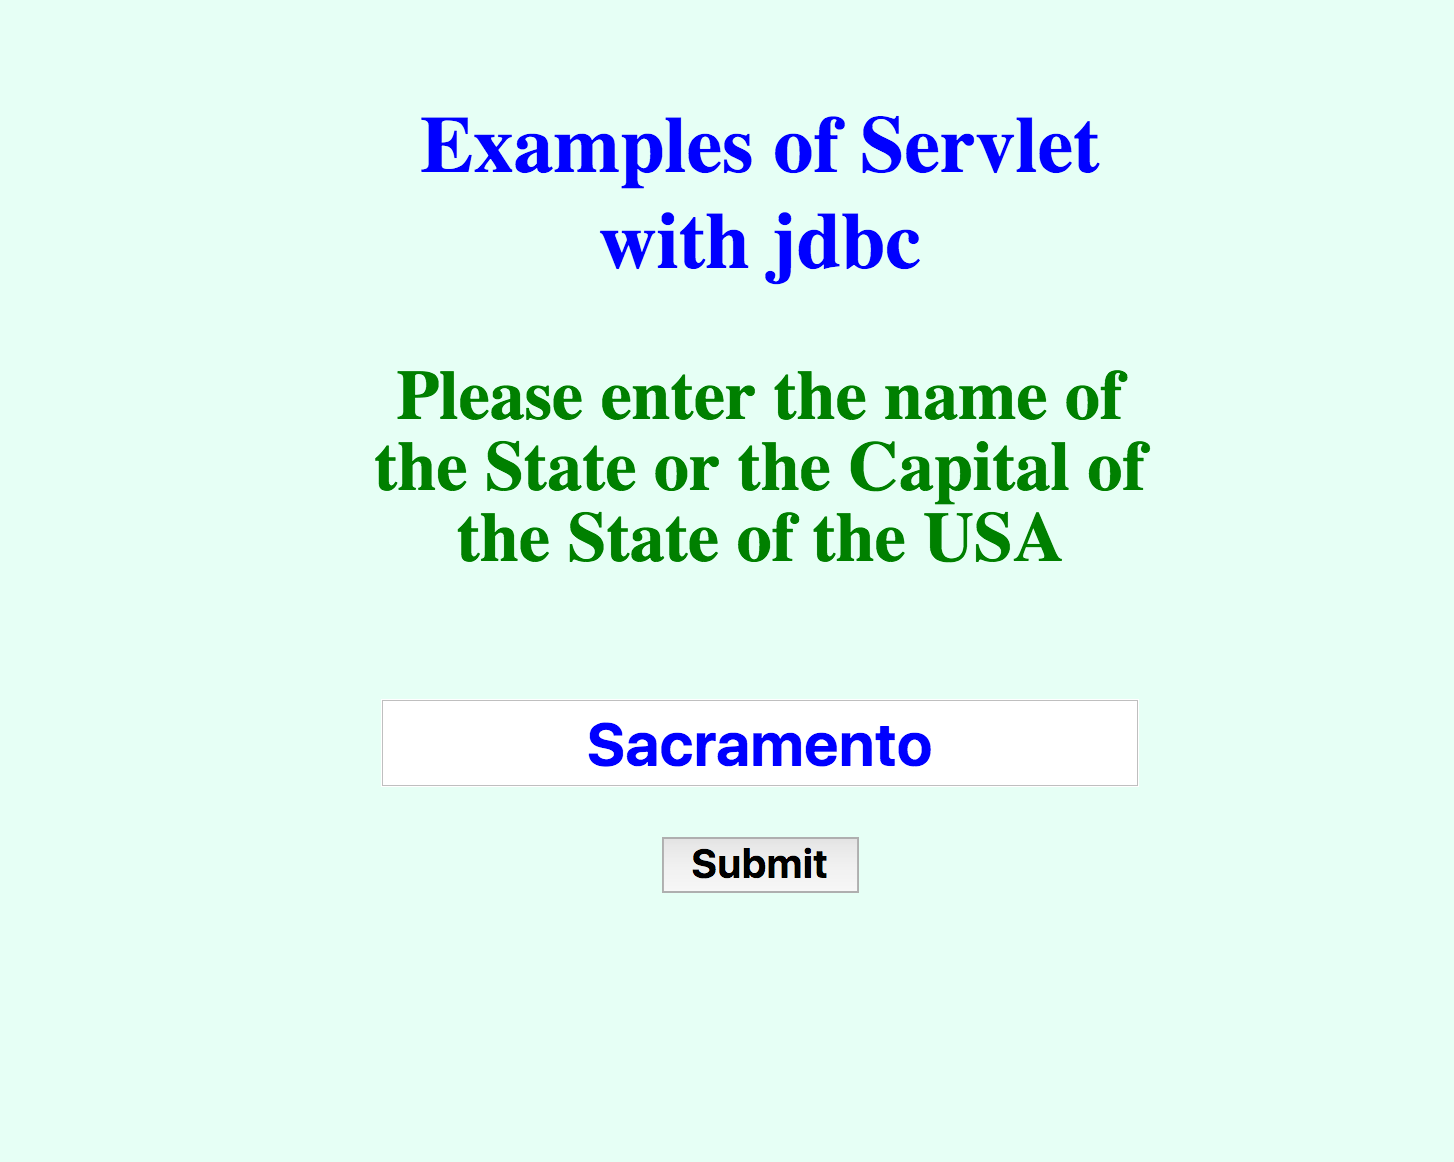 Examples of Servlet
with jdbc
Please enter the name of
the State or the Capital of
the State of the USA
Sacramento
Submit